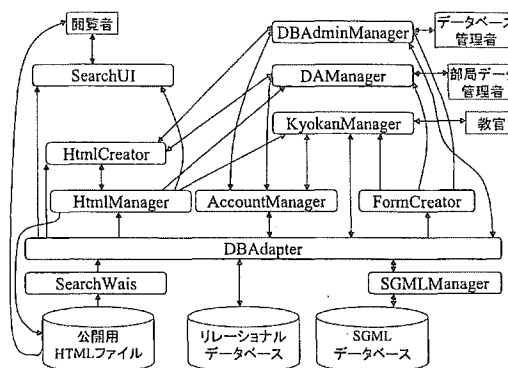 閲覧者
DBAdminManager
データベース
管理者
SearchUI
DAManager
部局データ
管理者
KyokanManager
教官
HtmlCreator
HtmlManager
AccountManager
FormCreator
DBAdapter
SearchWais
SGMLManager
公開用
HTMLファイル
リレーショナル
データベース
SGML
データベース